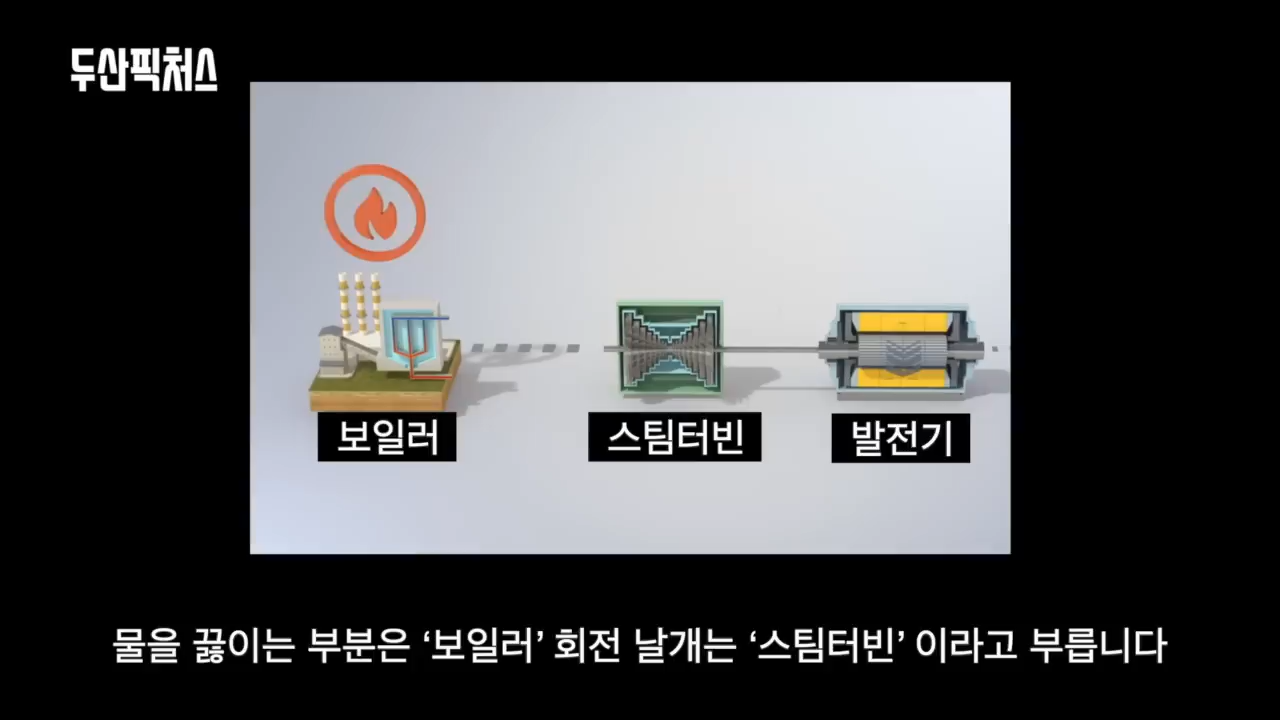 두산픽처스
보일러
스팀터빈
발전기
물을 끓이는 부분은 ‘보일러’ 회전 날개는 ‘스팀터빈’ 이라고 부릅니다